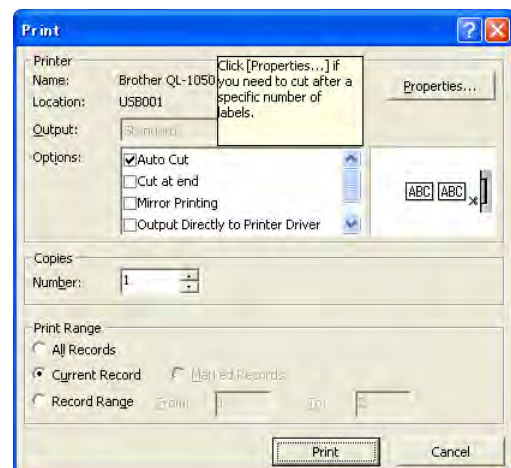 Print
Printer
Name: Brother QL-1050
Location: USB001
Output: Standard
Options:
Click [Properties...] if
you need to cut after a
specific number of
labels.
Properties...
Auto Cut
Cut at end
Mirror Printing
Output Directly to Printer Driver
ABC ABC
Copies
Number: 1
Print Range
All Records
Current Record Marked Records
Record Range From: To:
Print Cancel